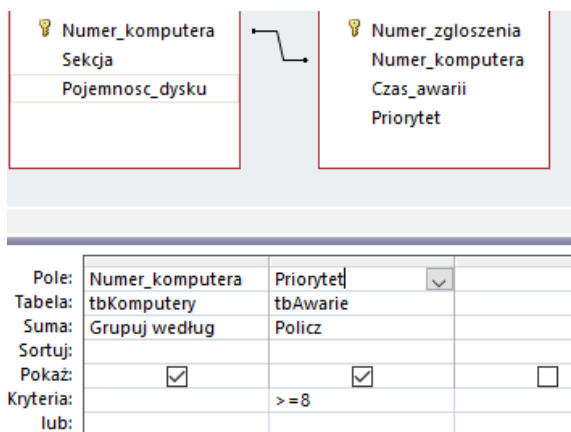 Numer_komputera
Sekcja
Pojemnosc_dysku
Numer_zgloszenia
Numer_komputera
Czas_awarii
Priorytet
Pole: Numer_komputera Priorytet
Tabela: tbKomputery tbAwarie
Suma: Grupuj według Policz
Sortuj:
Pokaż:
Kryteria: >=8
lub: